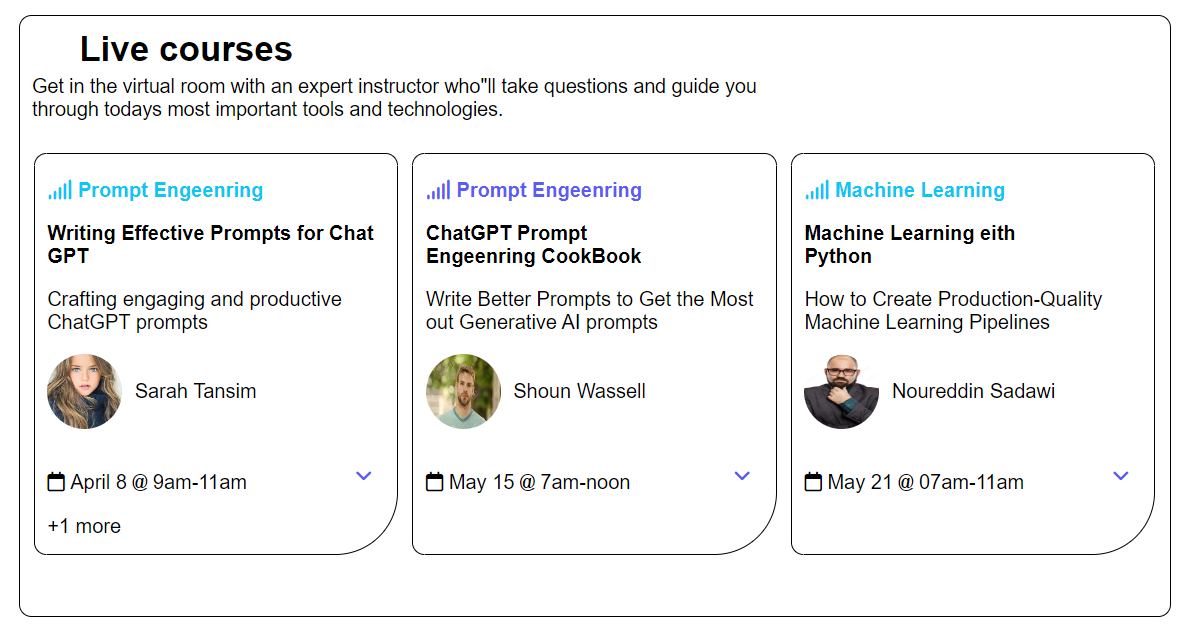 Live courses
Get in the virtual room with an expert instructor who"ll take questions and guide you
through todays most important tools and technologies.
Prompt Engeenring
Writing Effective Prompts for Chat
GPT
Crafting engaging and productive
ChatGPT prompts
Sarah Tansim
April 8 @ 9am-11am
+1 more
Prompt Engeenring
ChatGPT Prompt
Engeenring CookBook
Write Better Prompts to Get the Most
out Generative AI prompts
Shoun Wassell
May 15 @ 7am-noon
Machine Learning
Machine Learning eith
Python
How to Create Production-Quality
Machine Learning Pipelines
Noureddin Sadawi
May 21 @ 07am-11am